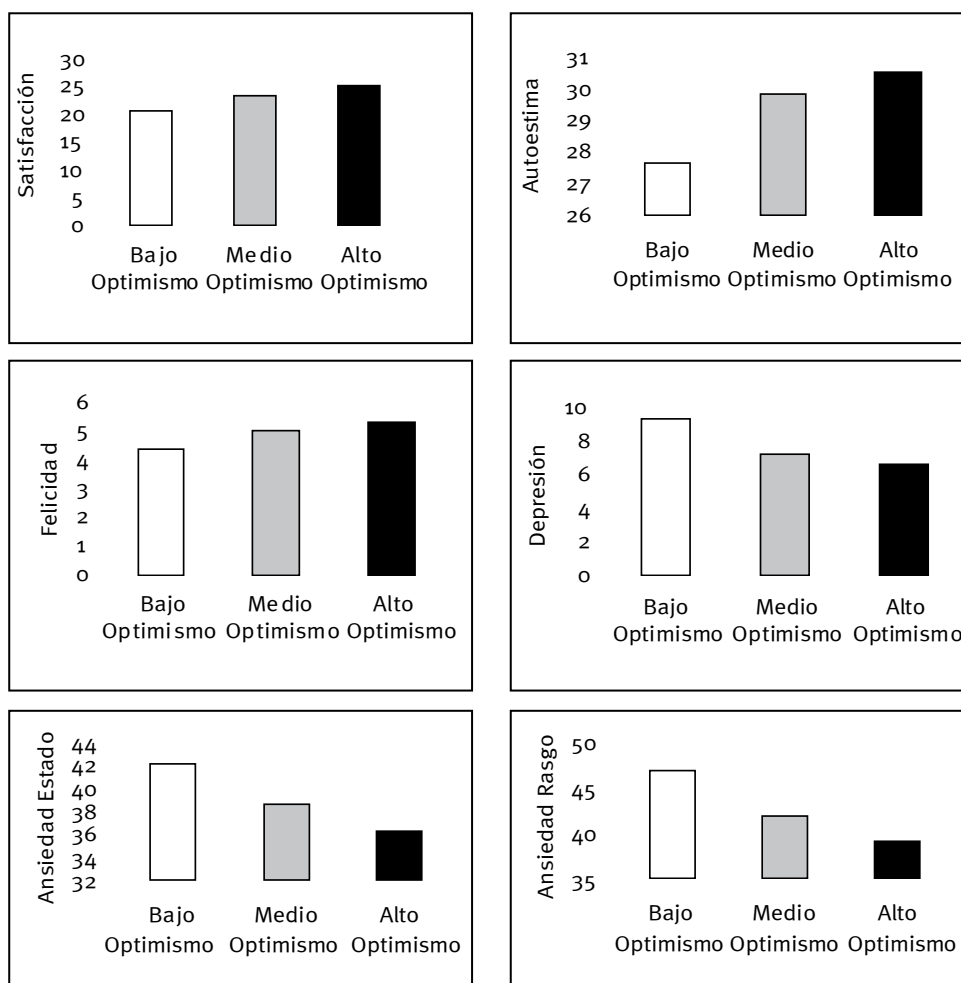 Satisfacción
30
25
20
15
10
5
0
Bajo Medio Alto
Optimismo Optimismo Optimismo
Autoestima
31
30
29
28
27
26
Bajo Medio Alto
Optimismo Optimismo Optimismo
Felicidad
6
5
4
3
2
1
0
Bajo Medio Alto
Optimismo Optimismo Optimismo
Depresión
10
8
6
4
2
0
Bajo Medio Alto
Optimismo Optimismo Optimismo
Ansiedad Estado
44
42
40
38
36
34
32
Bajo Medio Alto
Optimismo Optimismo Optimismo
Ansiedad Rasgo
50
45
40
35
Bajo Medio Alto
Optimismo Optimismo Optimismo